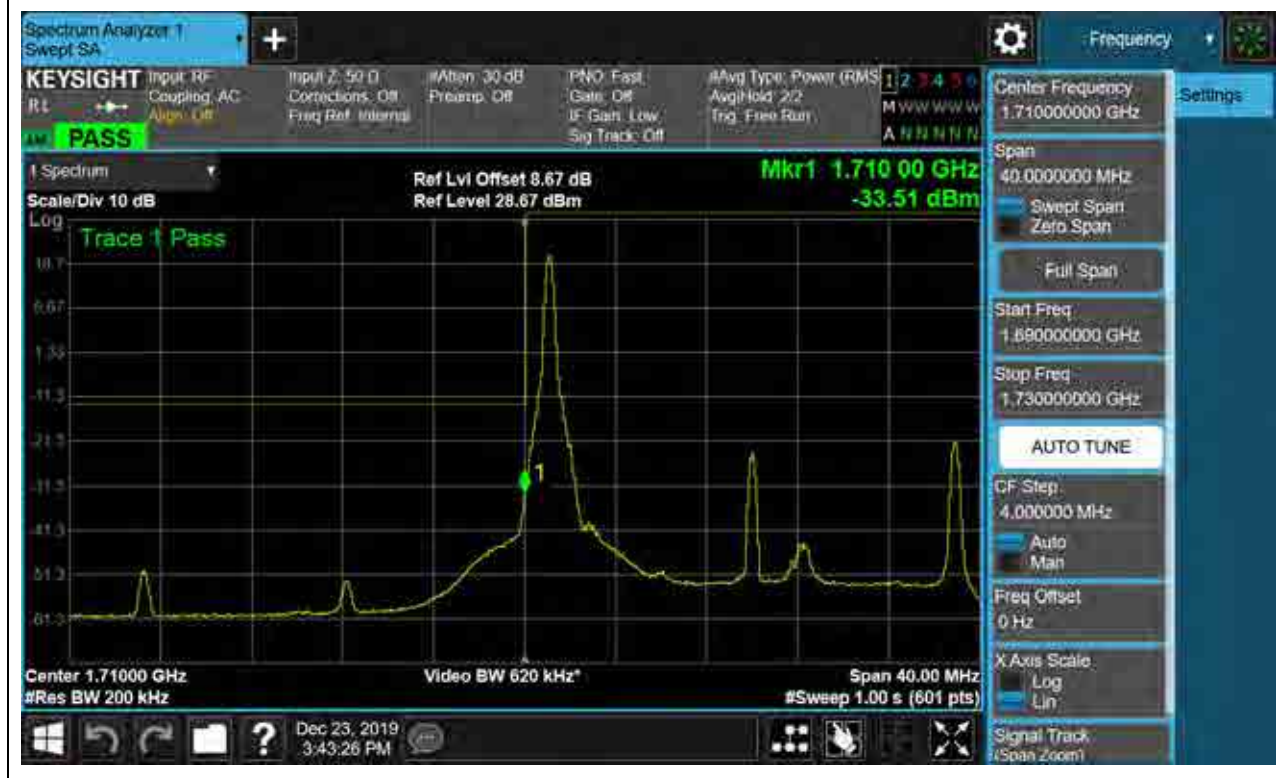 Spectrum Analyzer 1
Swept SA
+
Frequency
KEYSIGHT
Input: RF
Coupling: AC
Align: Off
Input Z: 50 Ω
Corrections: Off
Freq Ref: Internal
#Atten: 30 dB
Preamp: Off
PNO: Fast
Gate: Off
IF Gain: Low
Sig Track: Off
#Avg Type: Power (RMS
Avg|Hold: 2/2
Trig: Free Run
1 2 3 4 5 6
M W W W W W W
A N N N N N N
RL
PASS
1 Spectrum
Scale/Div 10 dB
Ref Lvl Offset 8.67 dB
Ref Level 28.67 dBm
Mkr1 1.710 00 GHz
-33.51 dBm
Log
Trace 1 Pass
18.7
8.67
-1.33
-11.3
-21.3
-31.3
-41.3
-51.3
-61.3
1
Center 1.71000 GHz
#Res BW 200 kHz
Video BW 620 kHz*
Span 40.00 MHz
#Sweep 1.00 s (601 pts)
Center Frequency
1.710000000 GHz
Settings
Span
40.0000000 MHz
Swept Span
Zero Span
Full Span
Start Freq
1.690000000 GHz
Stop Freq
1.730000000 GHz
AUTO TUNE
CF Step
4.000000 MHz
Auto
Man
Freq Offset
0 Hz
X Axis Scale
Log
Lin
Signal Track
(Span Zoom)
?
Dec 23, 2019
3:43:26 PM